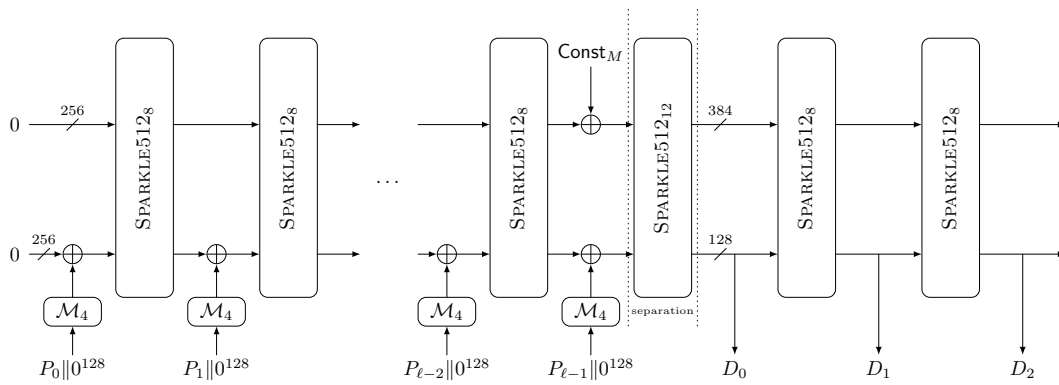 Const_M
256
384
0
SPARKLE512_8
SPARKLE512_8
SPARKLE512_8
SPARKLE512_12
SPARKLE512_8
SPARKLE512_8
...
256
128
0
M_4
M_4
M_4
M_4
separation
P_0‖0^128
P_1‖0^128
P_{ℓ−2}‖0^128
P_{ℓ−1}‖0^128
D_0
D_1
D_2